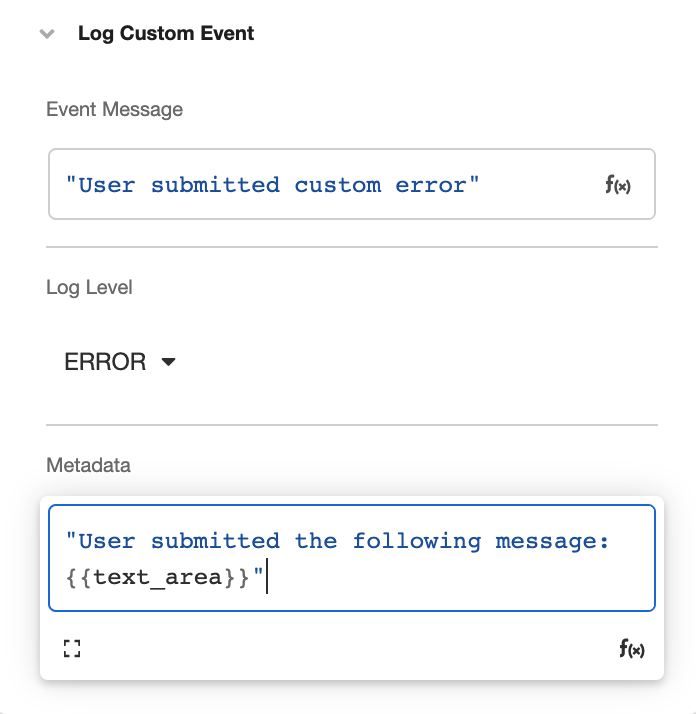 Log Custom Event
Event Message
"User submitted custom error"
f(x)
Log Level
ERROR
Metadata
"User submitted the following message:
{{text_area}}"
f(x)